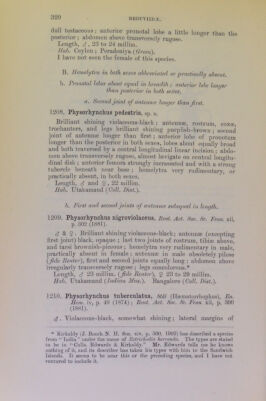 320 REDUVIIDÆ.
dull testaceous; anterior pronotal lobe a little longer than the
posterior; abdomen above transversely rugose.
Length, ♂, 23 to 24 millim.
Hab. Ceylon; Peradeniya (Green).
I have not seen the female of this species.
B. Hemelytra in both sexes abbreviated or practically absent.
b. Pronotal lobes about equal in breadth; anterior lobe longer
than posterior in both sexes.
a. Second joint of antennæ longer than first.
1208. Physorhynchus pedestris, sp. n.
Brilliant shining violaceous-black; antennæ, rostrum, coxæ,
trochanters, and legs brilliant shining purplish-brown; second
joint of antennæ longer than first; anterior lobe of pronotum
longer than the posterior in both sexes, lobes about equally broad
and both traversed by a central longitudinal linear incision; abdo-
men above transversely rugose, almost levigate on central longitu-
dinal disk; anterior femora strongly incrassated and with a strong
tubercle beneath near base; hemelytra very rudimentary, or
practically absent, in both sexes.
Length, ♂ and ♀, 22 millim.
Hab. Utakamand (Coll. Dist.).
b. First and second joints of antennæ subequal in length.
1209. Physorhynchus nigroviolaceus, Reut. Act. Soc. Sc. Fenn. xii,
p. 302 (1881).
♂ & ♀. Brilliant shining violaceous-black; antennæ (excepting
first joint) black, opaque; last two joints of rostrum, tibiæ above,
and tarsi brownish-piceous; hemelytra very rudimentary in male,
practically absent in female; antennæ in male obsoletely pilose
(fide Reuter), first and second joints equally long; abdomen above
irregularly transversely rugose; legs concolorous.*
Length, ♂ 23 millim. (fide Reuter), ♀ 23 to 29 millim.
Hab. Utakamand (Indian Mus.). Bangalore (Coll. Dist.).
1210. Physorhynchus tuberculatus, Stål (Haematorrhophus), En.
Hem. iv, p. 49 (1874); Reut. Act. Soc. Sc. Fenn. xii, p. 300
(1881).
♂. Violaceous-black, somewhat shining; lateral margins of
* Kirkaldy (J. Bomb. N. H. Soc. xiv, p. 300, 1902) has described a species
from "India" under the name of The types are stated
to be in "Colls. Edwards & Kirkaldy." Mr. Edwards tells me he knows
nothing of it, and its describer has taken his types with him to the Sandwich
Islands. It seems to be near this or the preceding species, and I have not
ventured to include it.